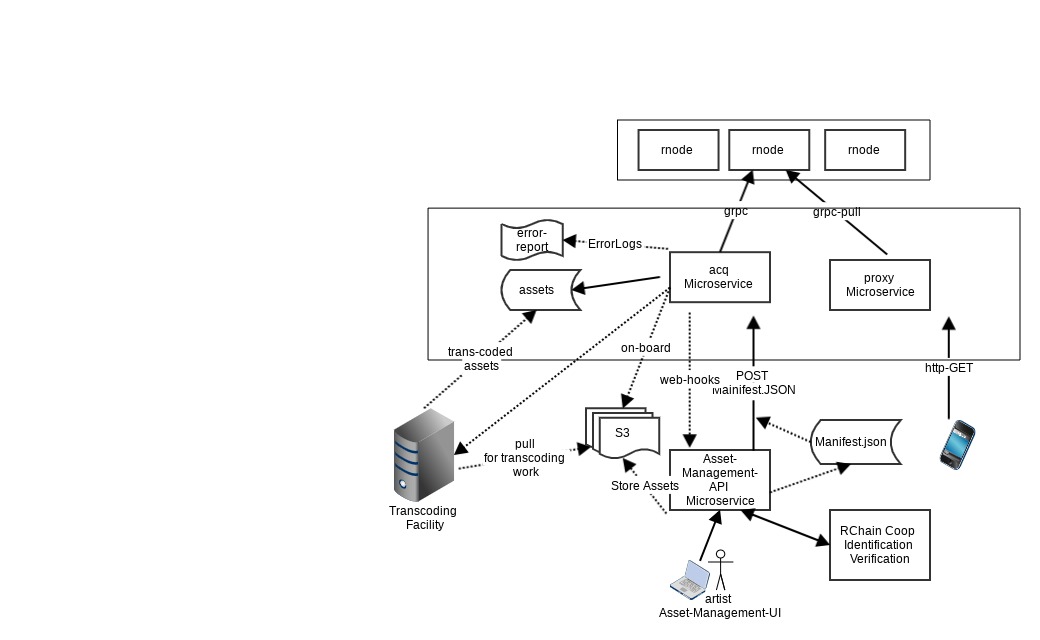 rnode
rnode
rnode
grpc
grpc-pull
error-
report
ErrorLogs
acq
Microservice
proxy
Microservice
assets
trans-coded
assets
on-board
web-hooks
POST
Mainifest.JSON
http-GET
S3
pull
for transcoding
work
Manifest.json
Asset-
Management-
API
Microservice
Store Assets
Transcoding
Facility
RChain Coop
Identification
Verification
artist
Asset-Management-UI